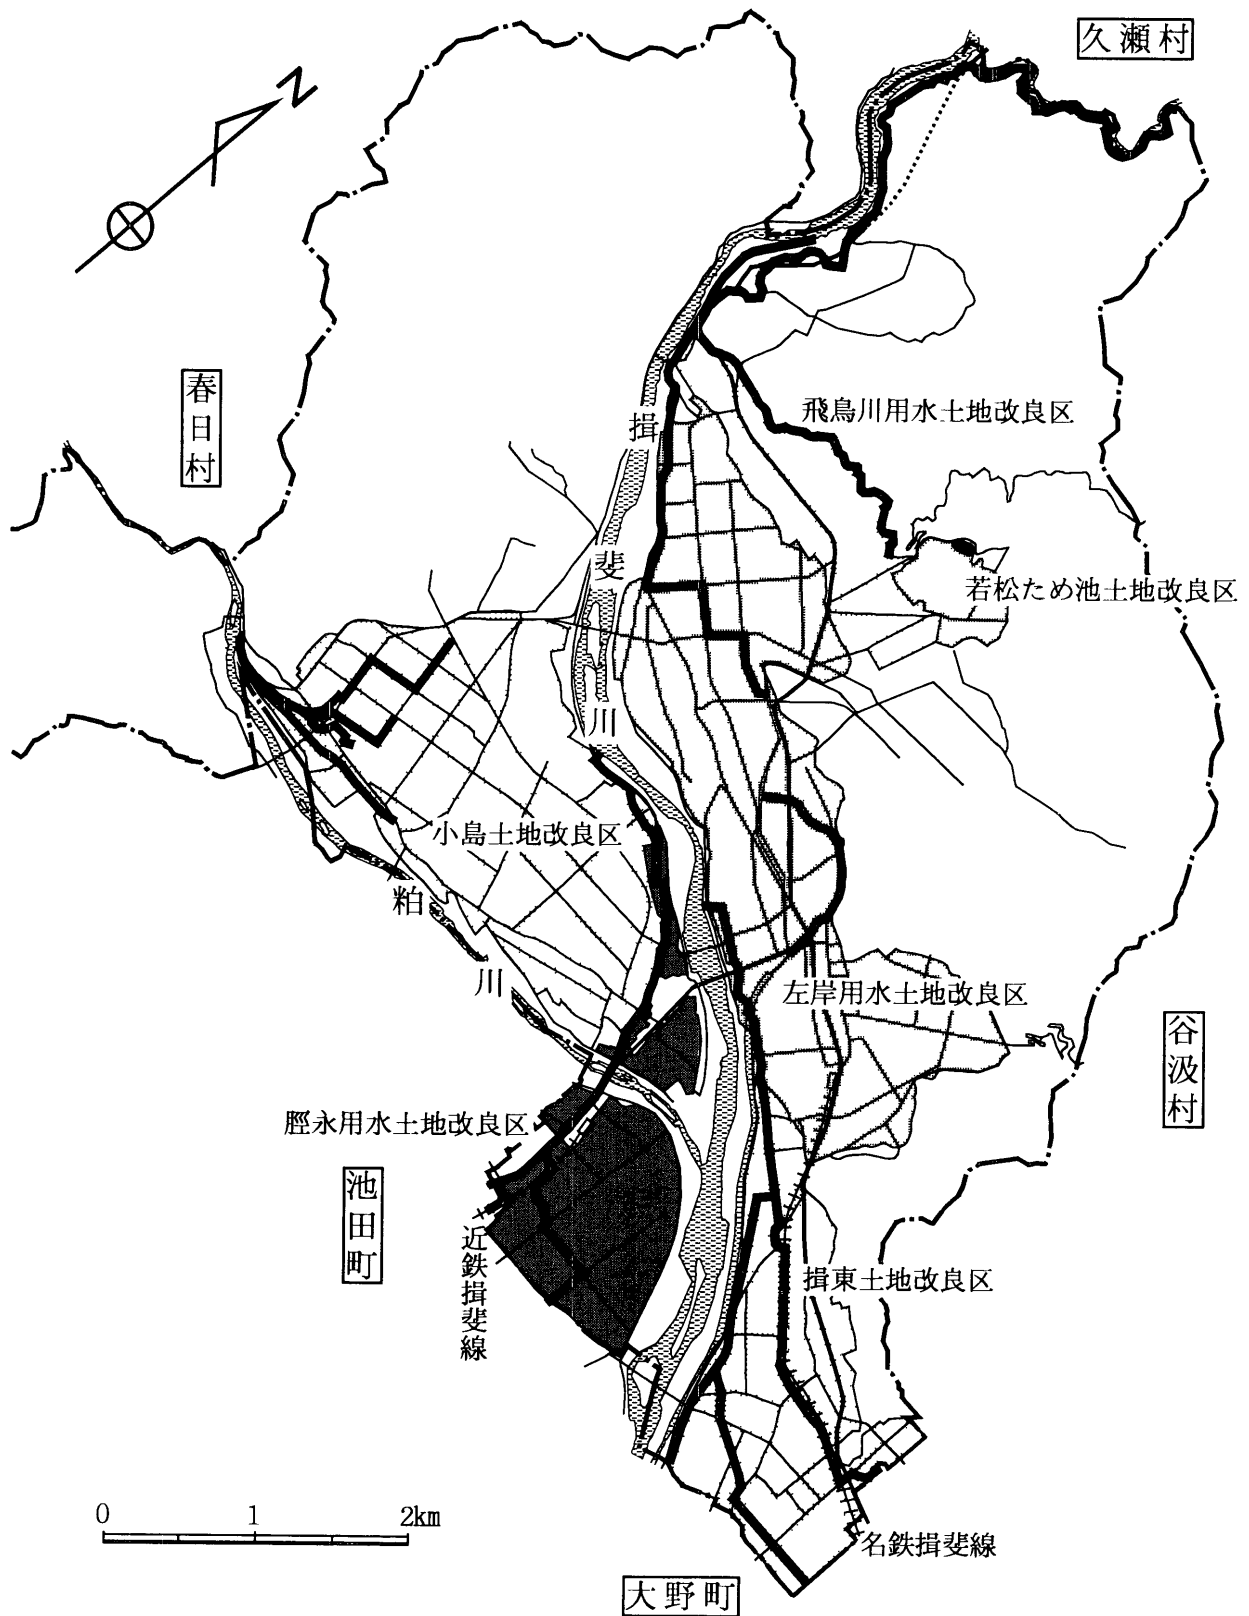 久瀬村
N
春日村
飛鳥川用水土地改良区
揖斐川
若松ため池土地改良区
小島土地改良区
粕川
左岸用水土地改良区
谷汲村
脛永用水土地改良区
池田町
近鉄揖斐線
揖東土地改良区
0 1 2km
名鉄揖斐線
大野町